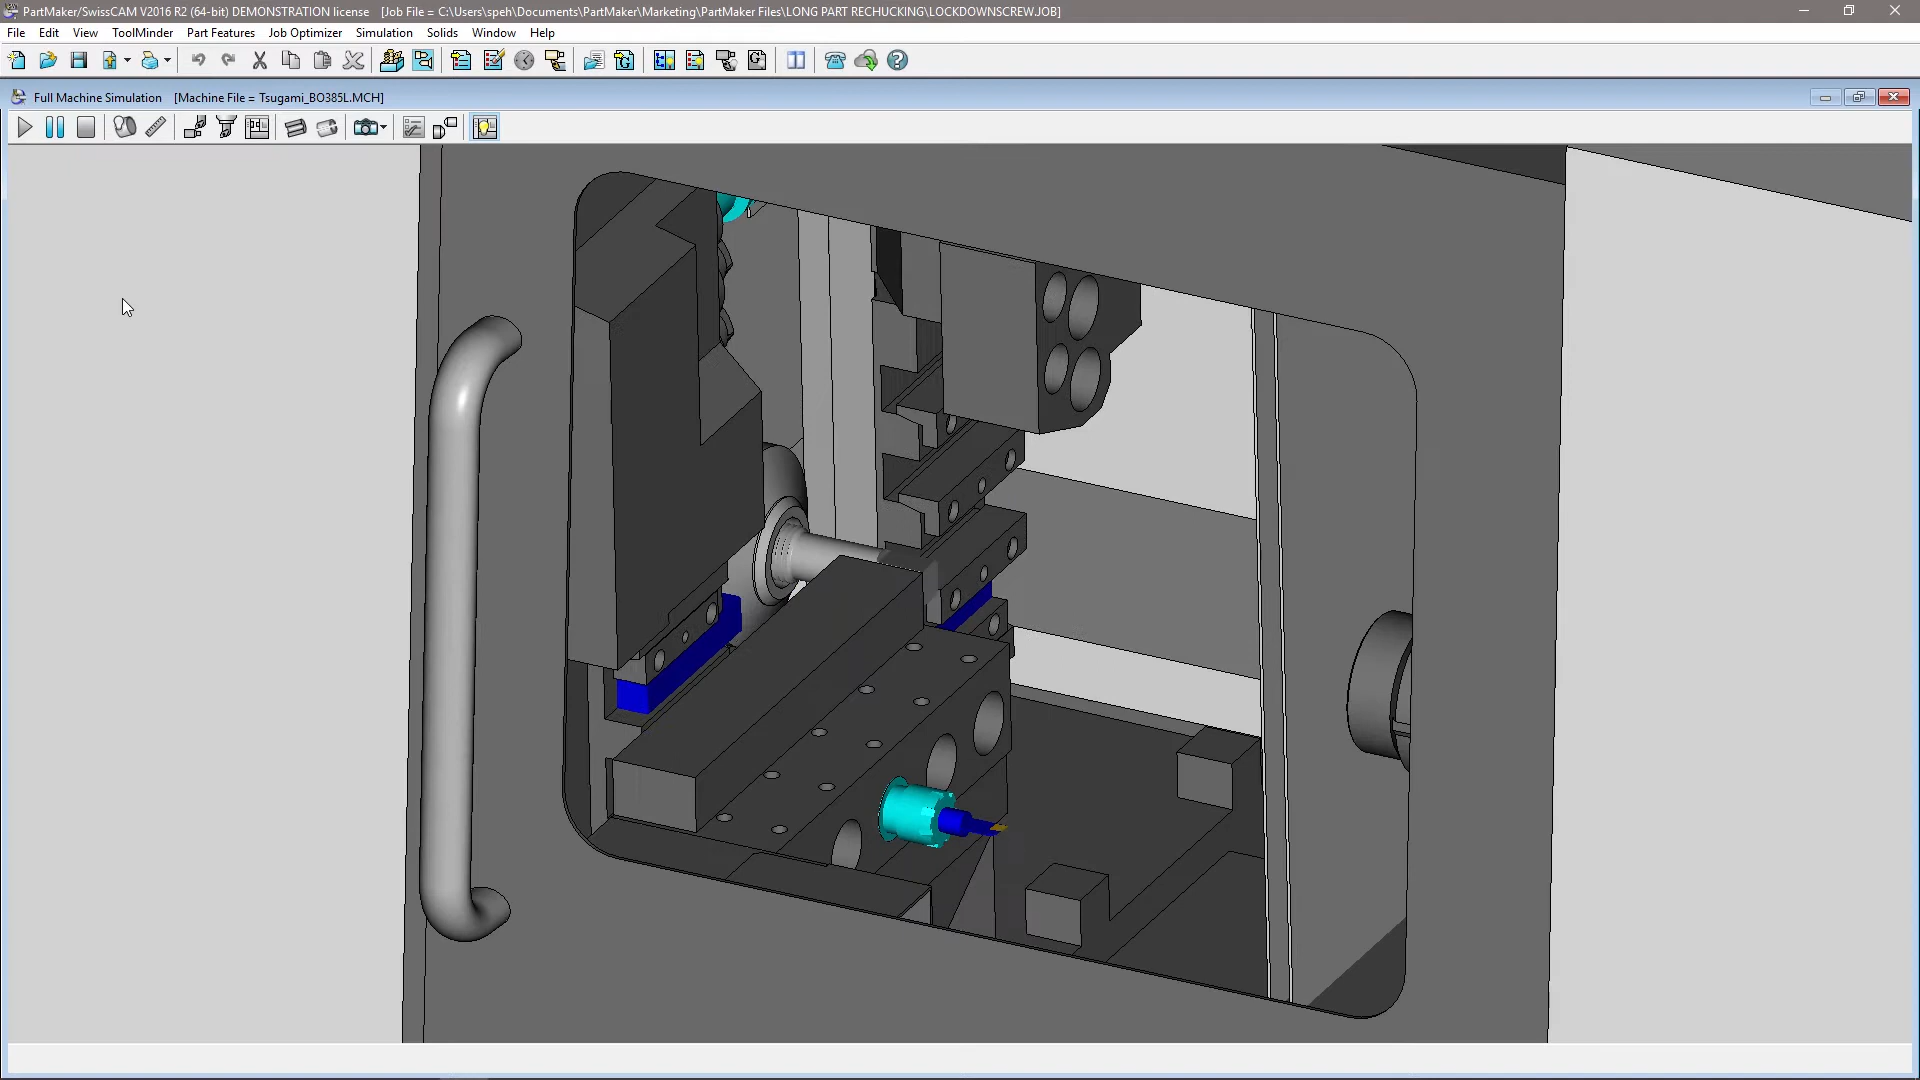 PartMaker/SwissCAM V2016 R2 (64-bit) DEMONSTRATION license [Job File = C:\Users\speh\Documents\PartMaker\Marketing\PartMaker Files\LONG PART RECHUCKING\LOCKDOWNSCREW.JOB]
File Edit View ToolMinder Part Features Job Optimizer Simulation Solids Window Help
Full Machine Simulation [Machine File = Tsugami_BO385L.MCH]